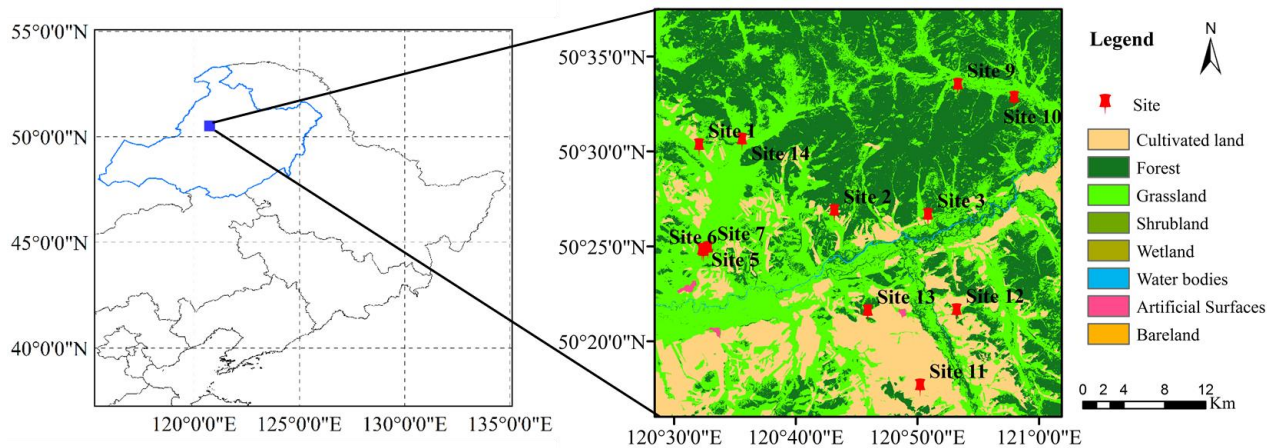 55°0'0"N
50°0'0"N
45°0'0"N
40°0'0"N
120°0'0"E 125°0'0"E 130°0'0"E 135°0'0"E
50°35'0"N
50°30'0"N
50°25'0"N
50°20'0"N
120°30'0"E 120°40'0"E 120°50'0"E 121°0'0"E
Site 9
Site 10
Site 1
Site 14
Site 2
Site 3
Site 6
Site 7
Site 5
Site 13
Site 12
Site 11
Legend
N
Site
Cultivated land
Forest
Grassland
Shrubland
Wetland
Water bodies
Artificial Surfaces
Bareland
0 2 4 8 12
Km